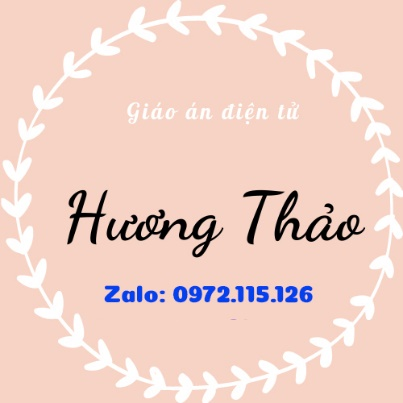 Giáo án điện tử
Hương Thảo
Zalo: 0972.115.126